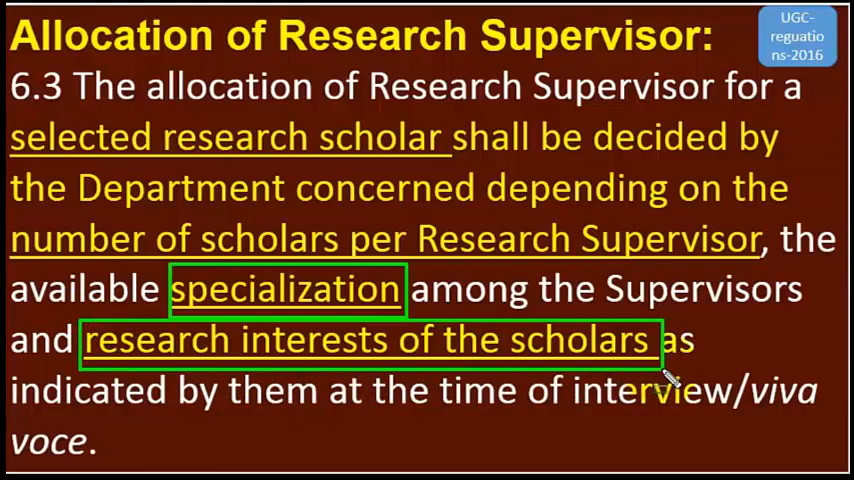 Allocation of Research Supervisor:
UGC-
reguatio
ns-2016
6.3 The allocation of Research Supervisor for a
selected research scholar shall be decided by
the Department concerned depending on the
number of scholars per Research Supervisor, the
available specialization among the Supervisors
and research interests of the scholars as
indicated by them at the time of interview/viva
voce.